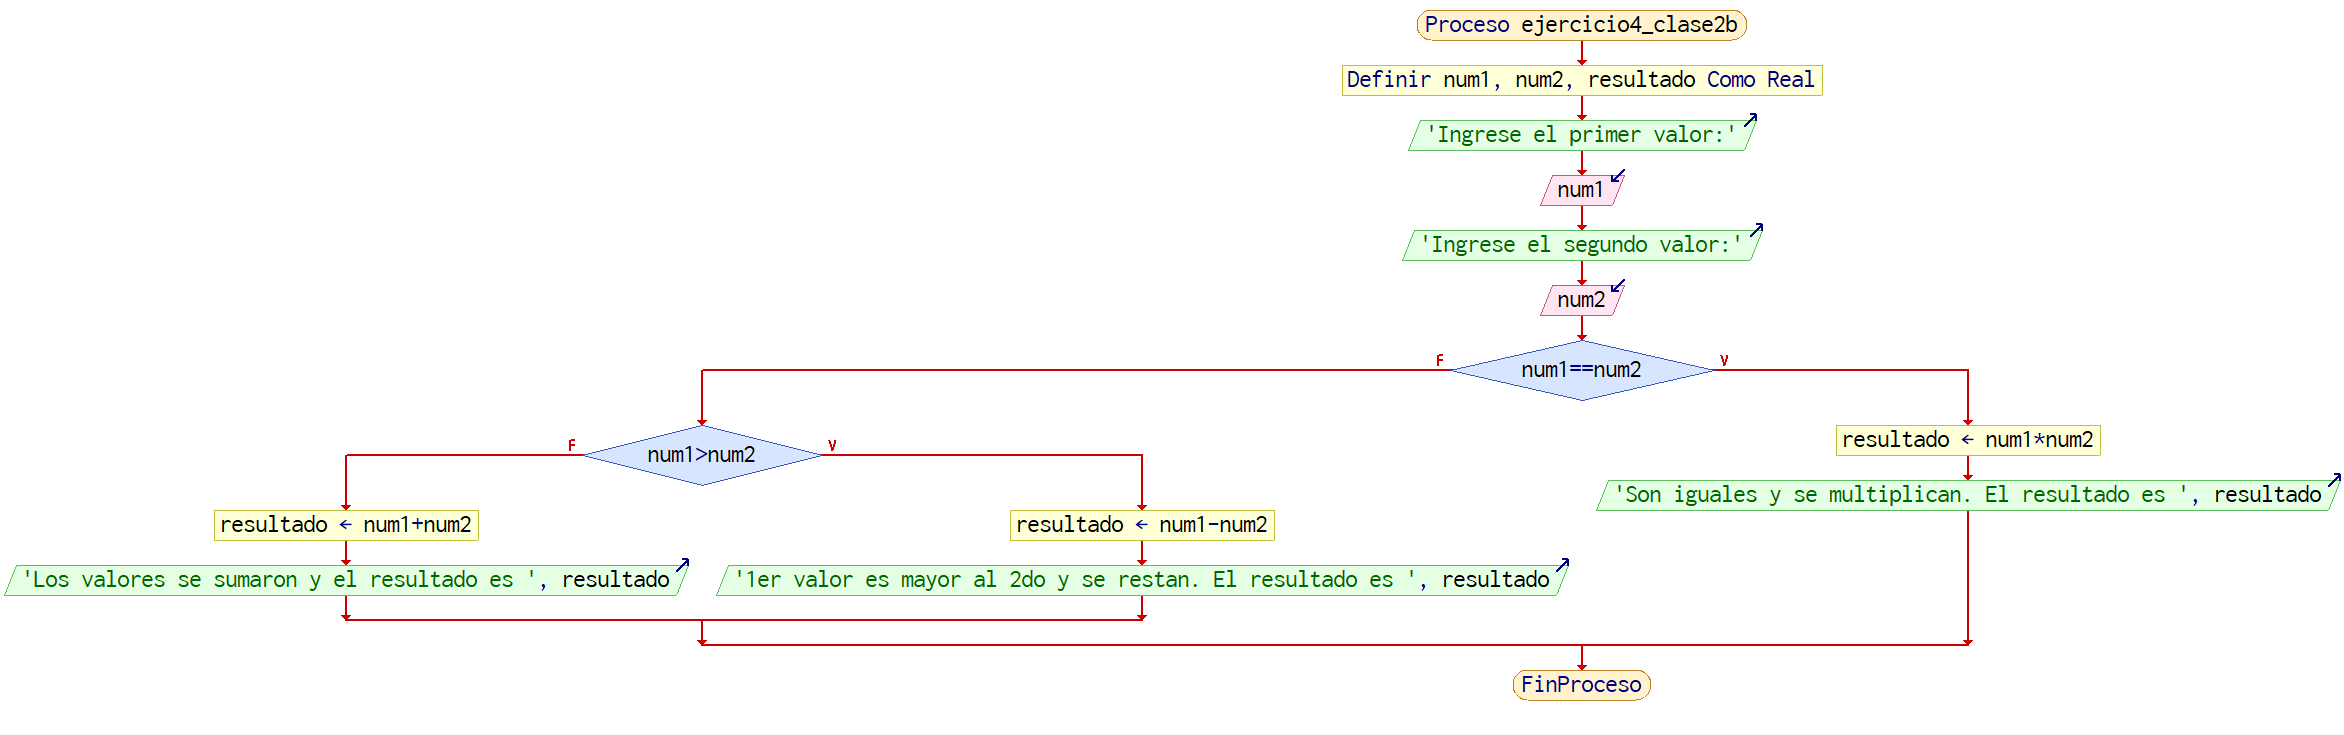 Proceso ejercicio4_clase2b
Definir num1, num2, resultado Como Real
'Ingrese el primer valor:'
num1
'Ingrese el segundo valor:'
num2
F
num1==num2
V
F
num1>num2
V
resultado ← num1*num2
'Son iguales y se multiplican. El resultado es ', resultado
resultado ← num1+num2
resultado ← num1-num2
'Los valores se sumaron y el resultado es ', resultado
'1er valor es mayor al 2do y se restan. El resultado es ', resultado
FinProceso